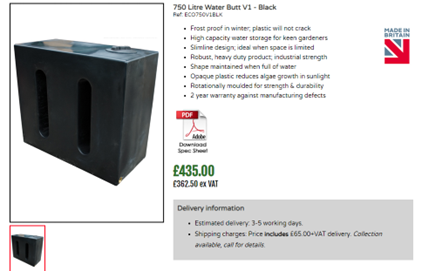 750 Litre Water Butt V1 - Black
Ref: ECO750V1BLK
Frost proof in winter; plastic will not crack
High capacity water storage for keen gardeners
Slimline design; ideal when space is limited
Robust, heavy duty product; industrial strength
Shape maintained when full of water
Opaque plastic reduces algae growth in sunlight
Rotationally moulded for strength & durability
2 year warranty against manufacturing defects
MADE IN
BRITAIN
PDF
Adobe
Download
Spec Sheet
£435.00
£362.50 ex VAT
Delivery information
Estimated delivery: 3-5 working days.
Shipping charges: Price includes £65.00+VAT delivery. Collection
available, call for details.